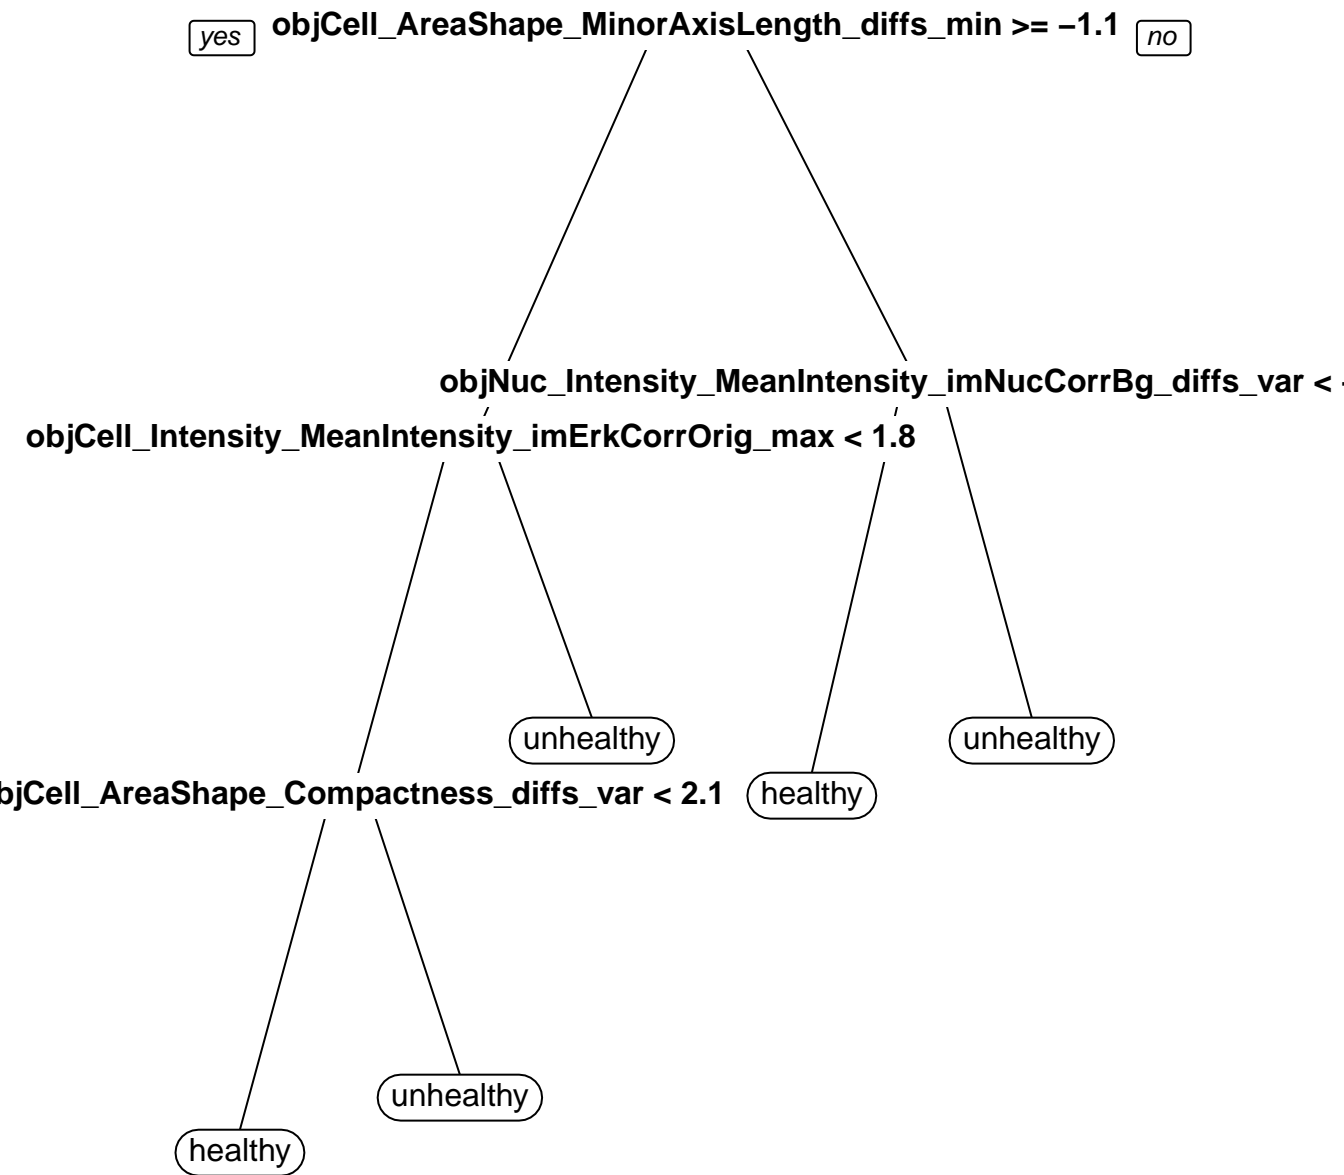 yes objCell_AreaShape_MinorAxisLength_diffs_min >= −1.1 no
objNuc_Intensity_MeanIntensity_imNucCorrBg_diffs_var <
objCell_Intensity_MeanIntensity_imErkCorrOrig_max < 1.8
unhealthy unhealthy
bjCell_AreaShape_Compactness_diffs_var < 2.1 healthy
unhealthy
healthy